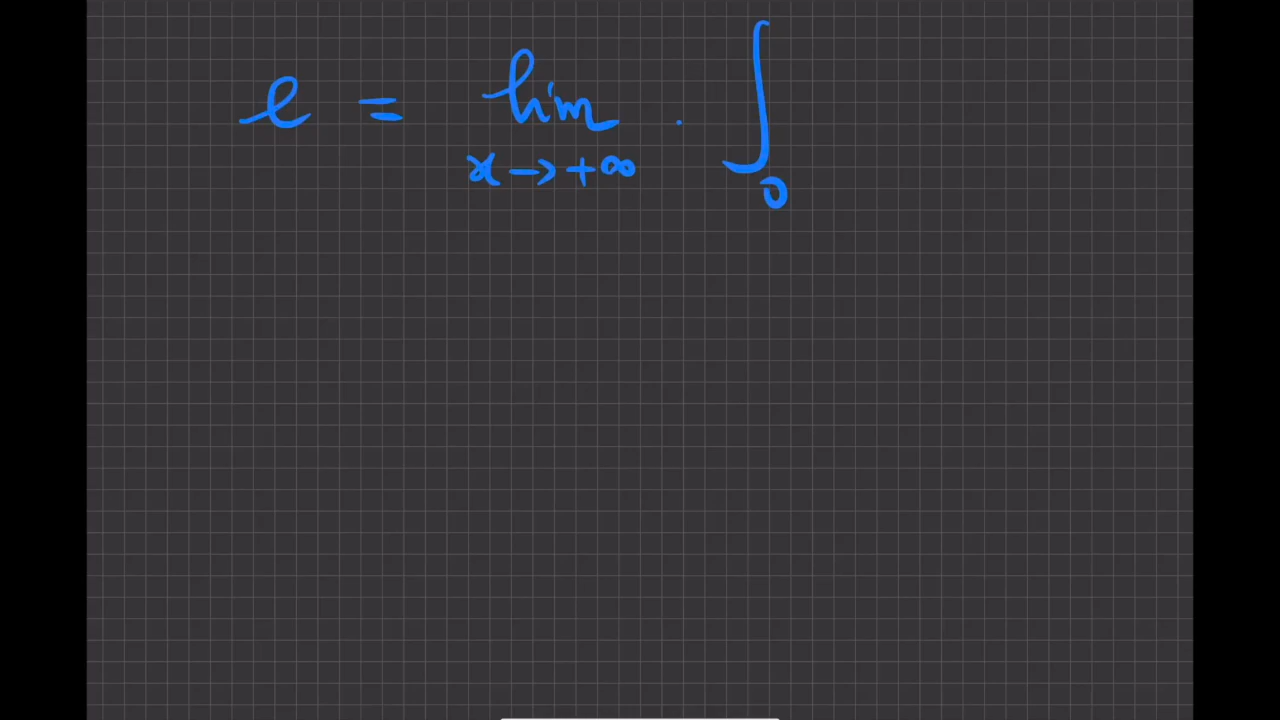 ℓ = lim . ∫
x → +∞ 0